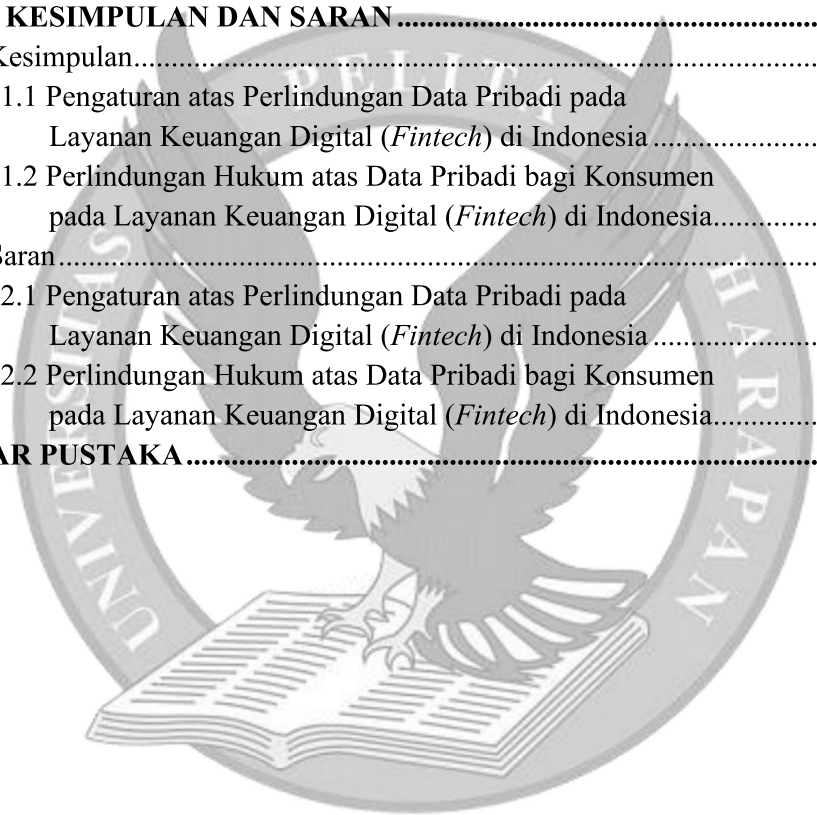 KESIMPULAN DAN SARAN
Kesimpulan
1.1 Pengaturan atas Perlindungan Data Pribadi pada
Layanan Keuangan Digital (Fintech) di Indonesia
1.2 Perlindungan Hukum atas Data Pribadi bagi Konsumen
pada Layanan Keuangan Digital (Fintech) di Indonesia
Saran
2.1 Pengaturan atas Perlindungan Data Pribadi pada
Layanan Keuangan Digital (Fintech) di Indonesia
2.2 Perlindungan Hukum atas Data Pribadi bagi Konsumen
pada Layanan Keuangan Digital (Fintech) di Indonesia
AR PUSTAKA
UNIVERSITAS PELITA HARAPAN